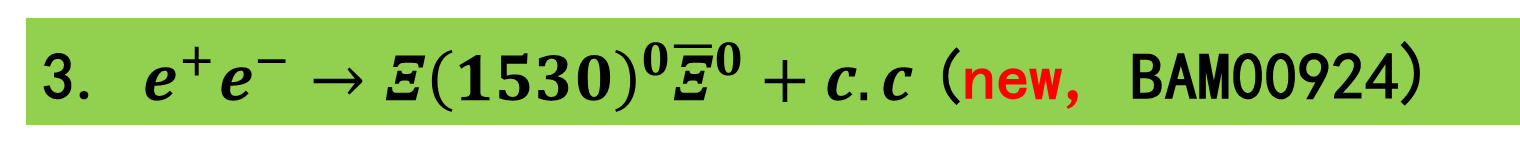 3. e⁺e⁻ → Ξ(1530)⁰Ξ̅⁰ + c.c (new, BAM00924)